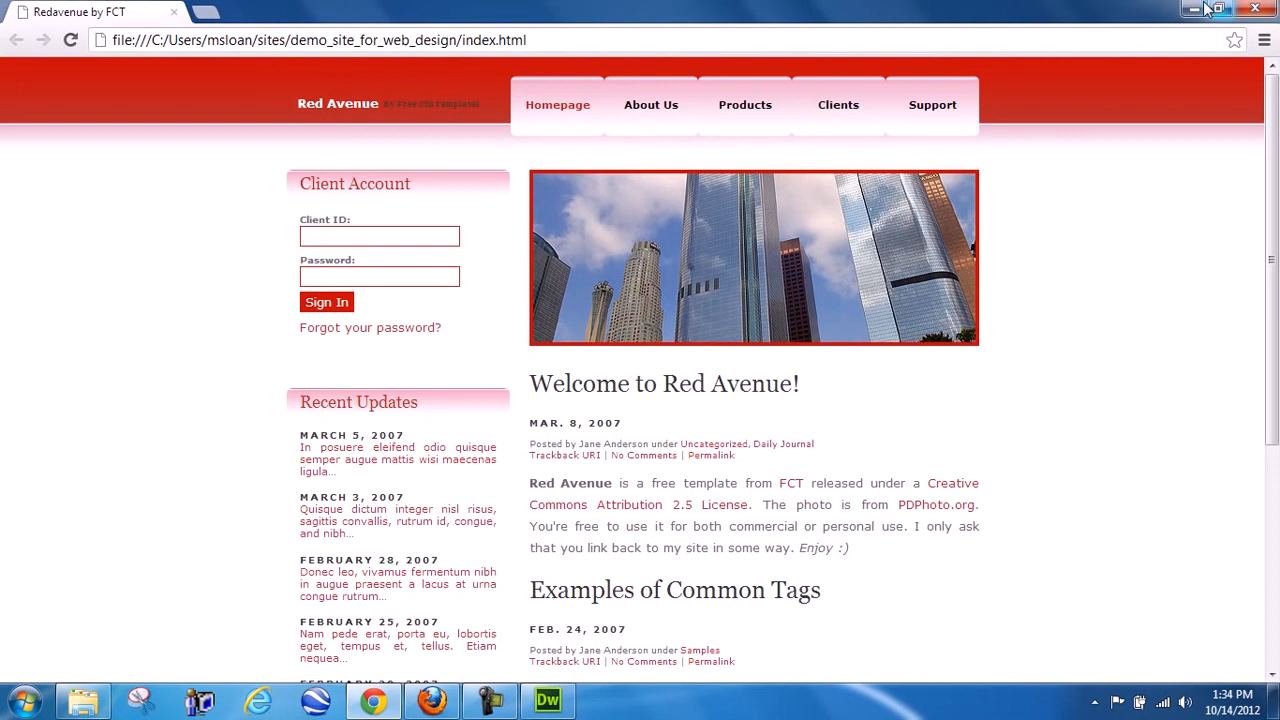 Redavenue by FCT
file:///C:/Users/msloan/sites/demo_site_for_web_design/index.html
Red Avenue By Free Css Templates
Homepage
About Us
Products
Clients
Support
Client Account
Client ID:
Password:
Sign In
Forgot your password?
Recent Updates
MARCH 5, 2007
In posuere eleifend odio quisque
semper augue mattis wisi maecenas
ligula...
MARCH 3, 2007
Quisque dictum integer nisl risus,
sagittis convallis, rutrum id, congue,
and nibh...
FEBRUARY 28, 2007
Donec leo, vivamus fermentum nibh
in augue praesent a lacus at urna
congue rutrum...
FEBRUARY 25, 2007
Nam pede erat, porta eu, lobortis
eget, tempus et, tellus. Etiam
nequea...
Welcome to Red Avenue!
MAR. 8, 2007
Posted by Jane Anderson under Uncategorized, Daily Journal
Trackback URI | No Comments | Permalink
Red Avenue is a free template from FCT released under a Creative
Commons Attribution 2.5 License. The photo is from PDPhoto.org.
You're free to use it for both commercial or personal use. I only ask
that you link back to my site in some way. Enjoy :)
Examples of Common Tags
FEB. 24, 2007
Posted by Jane Anderson under Samples
Trackback URI | No Comments | Permalink
Dw
1:34 PM
10/14/2012